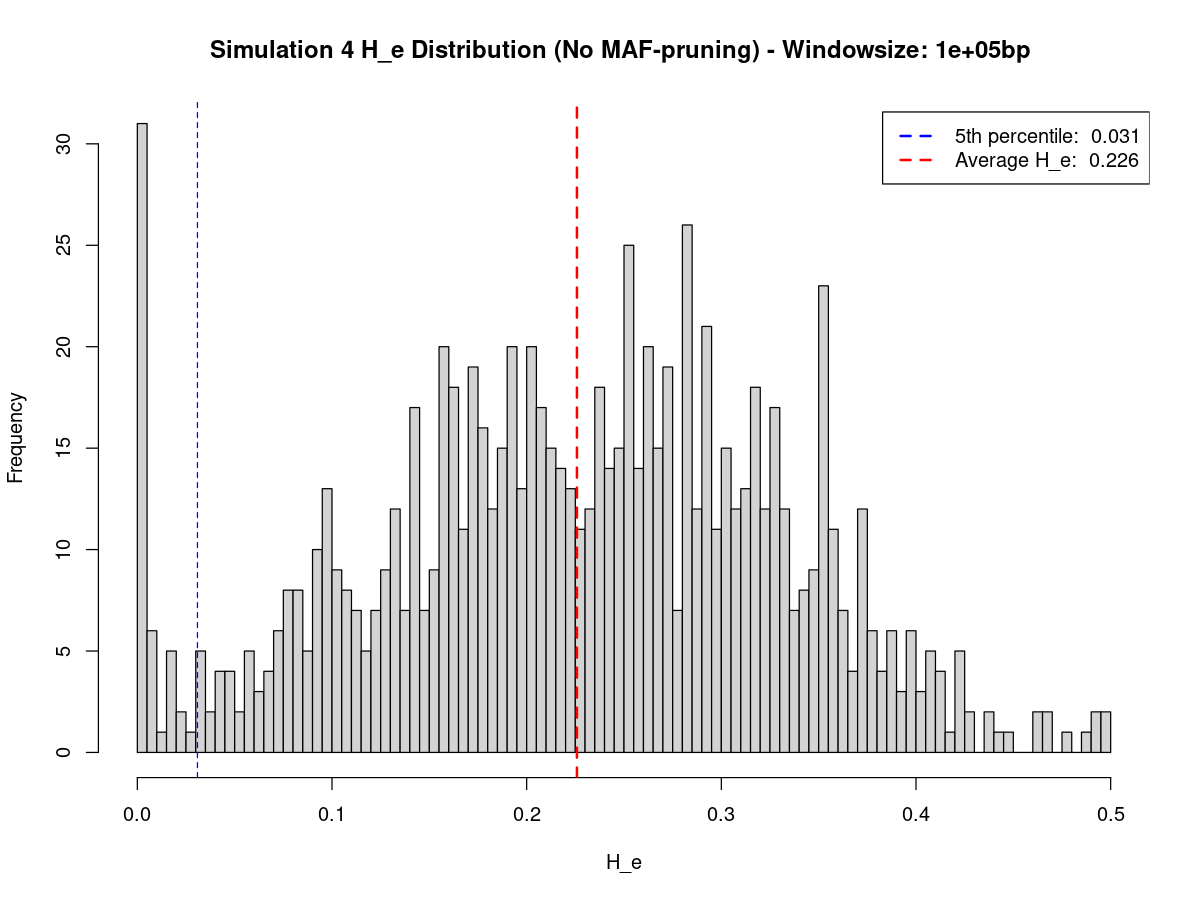 Simulation 4 H_e Distribution (No MAF-pruning) - Windowsize: 1e+05bp
5th percentile: 0.031
Average H_e: 0.226
Frequency
30
25
20
15
10
5
0
0.0 0.1 0.2 0.3 0.4 0.5
H_e